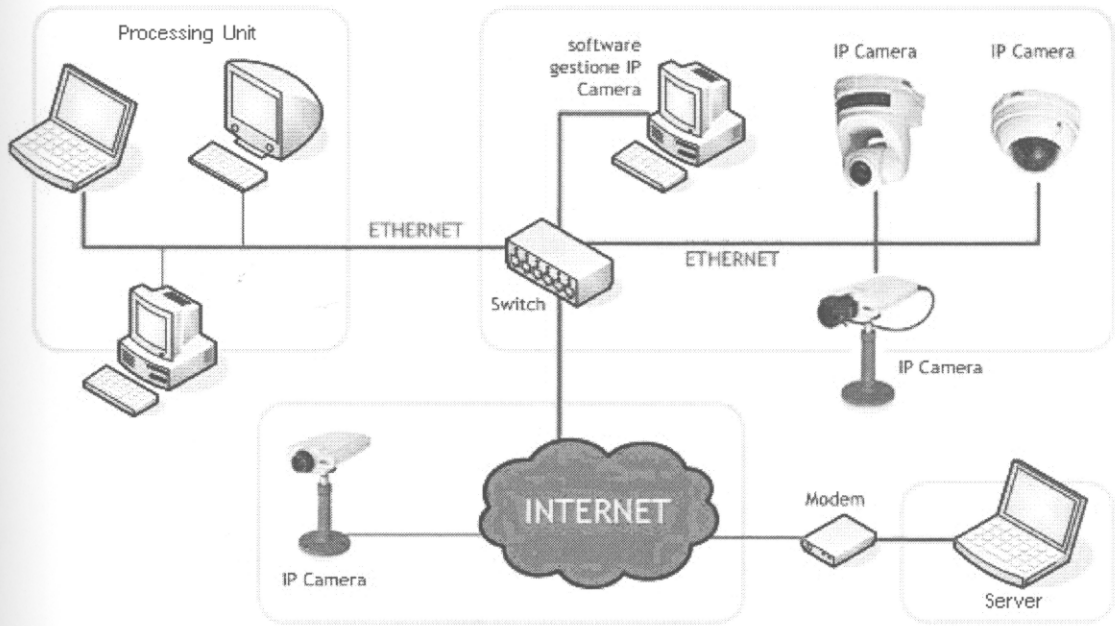 Processing Unit
software
gestione IP
Camera
IP Camera
IP Camera
ETHERNET
ETHERNET
Switch
IP Camera
INTERNET
IP Camera
Modem
Server